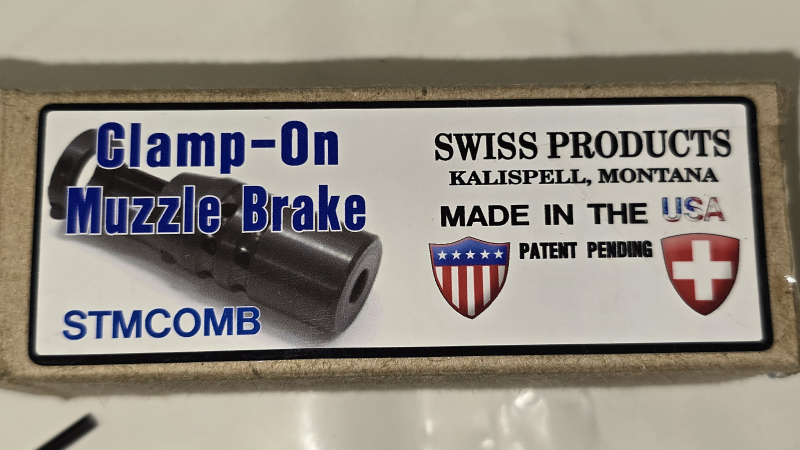 Clamp-On
Muzzle Brake
STMCOMB
SWISS PRODUCTS
KALISPELL, MONTANA
MADE IN THE USA
PATENT PENDING